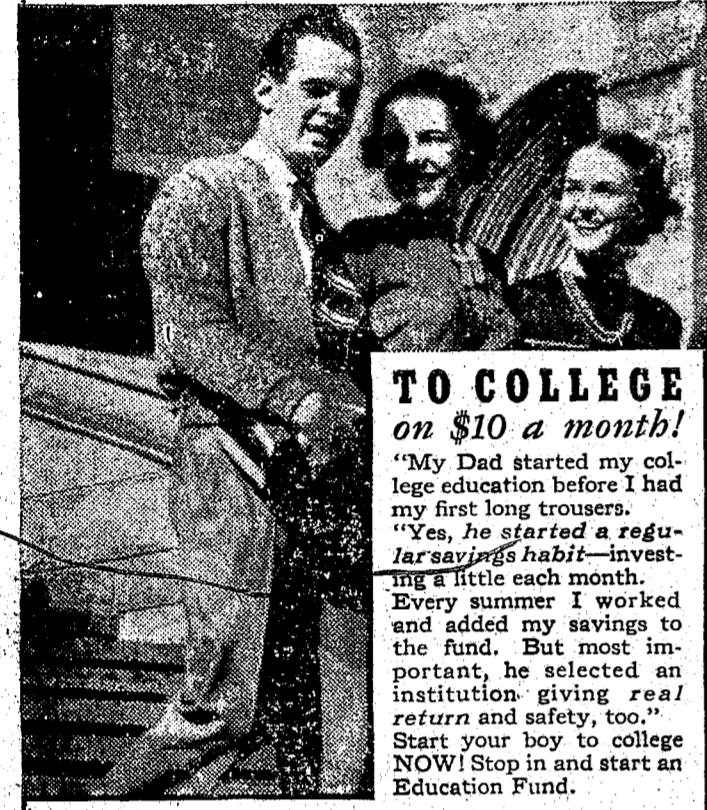 TO COLLEGE
on $10 a month!
“My Dad started my col-
lege education before I had
my first long trousers.
“Yes, he started a regu-
lar savings habit—invest-
ing a little each month.
Every summer I worked
and added my savings to
the fund. But most im-
portant, he selected an
institution giving real
return and safety, too.”
Start your boy to college
NOW! Stop in and start an
Education Fund.